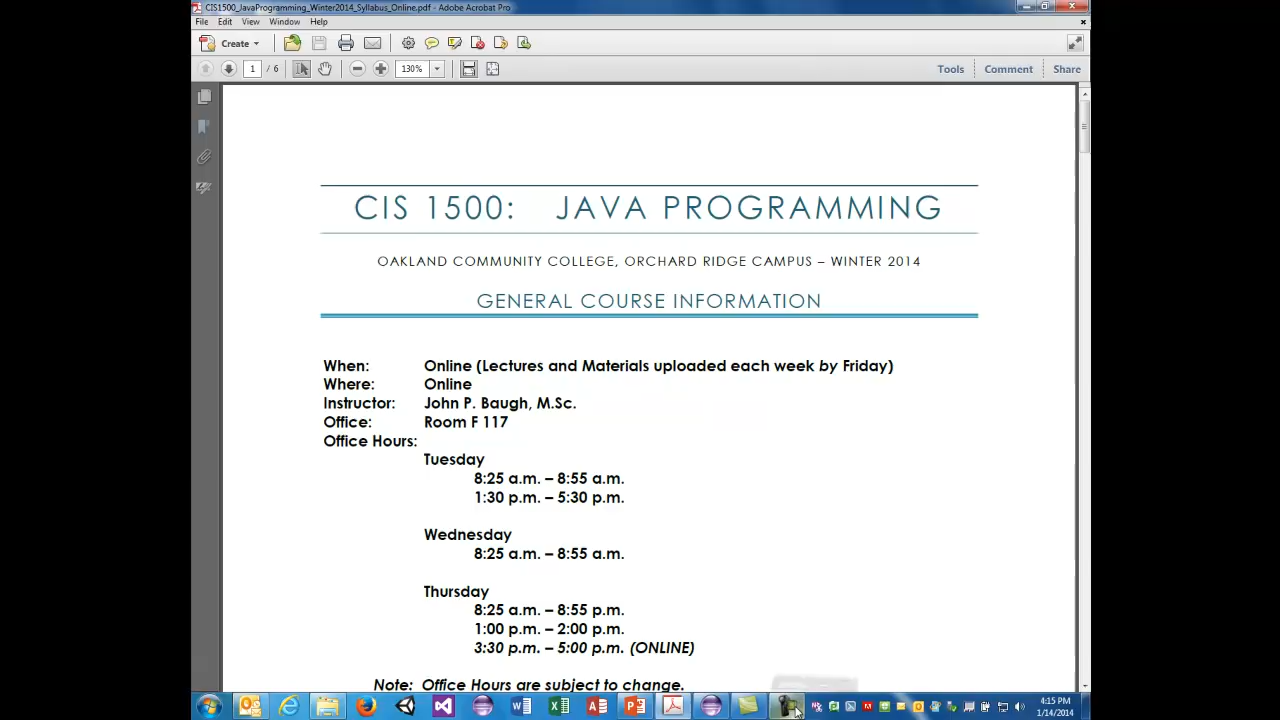 CIS1500_JavaProgramming_Winter2014_Syllabus_Online.pdf - Adobe Acrobat Pro
File Edit View Window Help
Create
1 / 6 130% Tools Comment Share
CIS 1500: JAVA PROGRAMMING
OAKLAND COMMUNITY COLLEGE, ORCHARD RIDGE CAMPUS – WINTER 2014
GENERAL COURSE INFORMATION
When: Online (Lectures and Materials uploaded each week by Friday)
Where: Online
Instructor: John P. Baugh, M.Sc.
Office: Room F 117
Office Hours:
Tuesday
8:25 a.m. – 8:55 a.m.
1:30 p.m. – 5:30 p.m.
Wednesday
8:25 a.m. – 8:55 a.m.
Thursday
8:25 a.m. – 8:55 p.m.
1:00 p.m. – 2:00 p.m.
3:30 p.m. – 5:00 p.m. (ONLINE)
Note: Office Hours are subject to change.
4:15 PM
1/14/2014